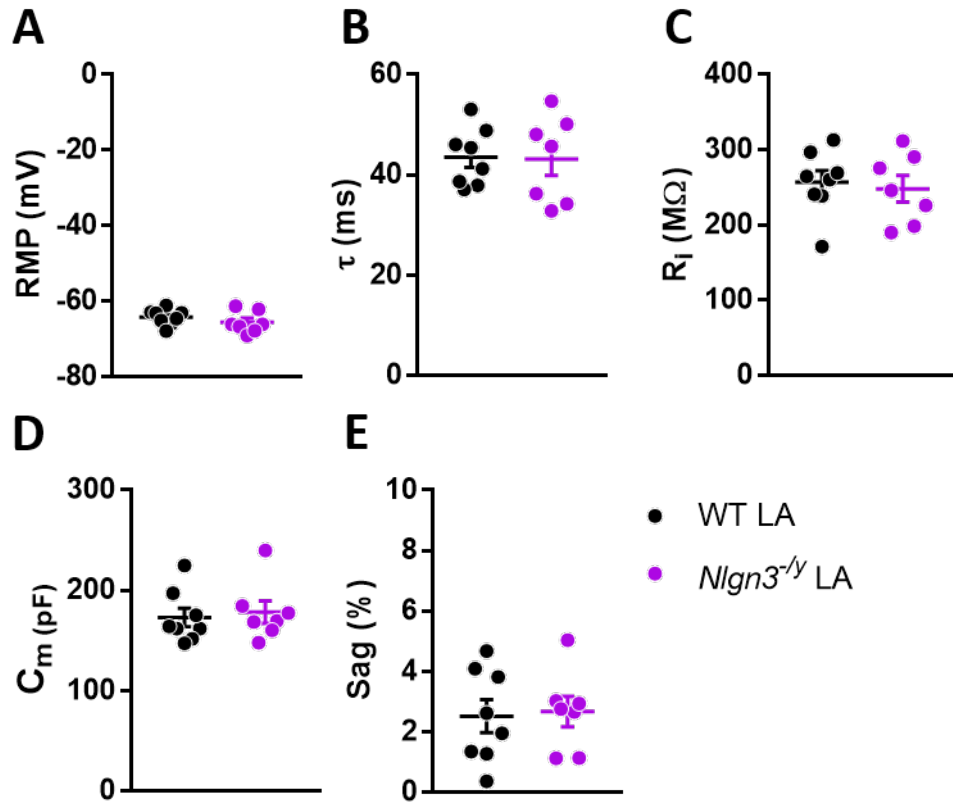 A
RMP (mV)
0
-20
-40
-60
-80
B
τ (ms)
60
40
20
0
C
Rᵢ (MΩ)
400
300
200
100
0
D
Cₘ (pF)
300
200
100
0
E
Sag (%)
10
8
6
4
2
0
WT LA
Nlgn3⁻/ʸ LA